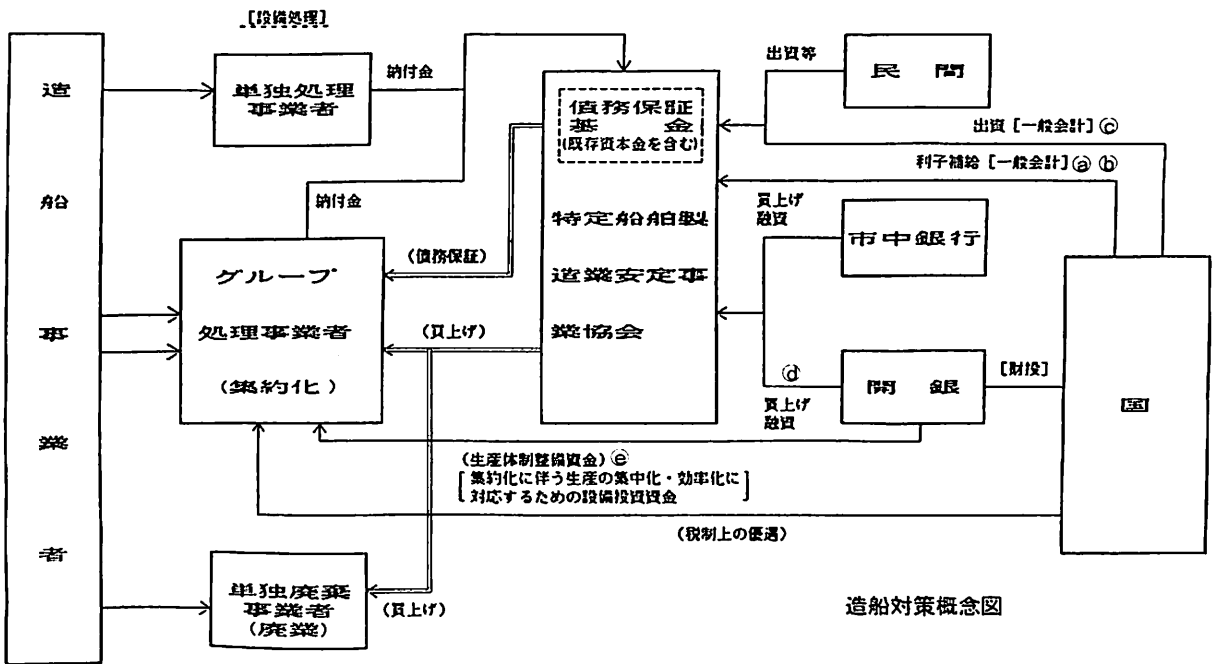 [設備処理]
造船事業者
単独処理
事業者
納付金
納付金
グループ
処理事業者
(集約化)
単独廃棄
事業者
(廃業)
(債務保証)
(買上げ)
(買上げ)
債務保証
基金
(既存資本金を含む)
特定船舶製
造業安定事
業協会
出資等
民間
出資[一般会計]ⓒ
利子補給[一般会計]ⓐ ⓑ
買上げ
融資
市中銀行
ⓓ
買上げ
融資
開銀
[財投]
国
(生産体制整備資金)ⓔ
[集約化に伴う生産の集中化・効率化に
対応するための設備投資資金]
(税制上の優遇)
造船対策概念図